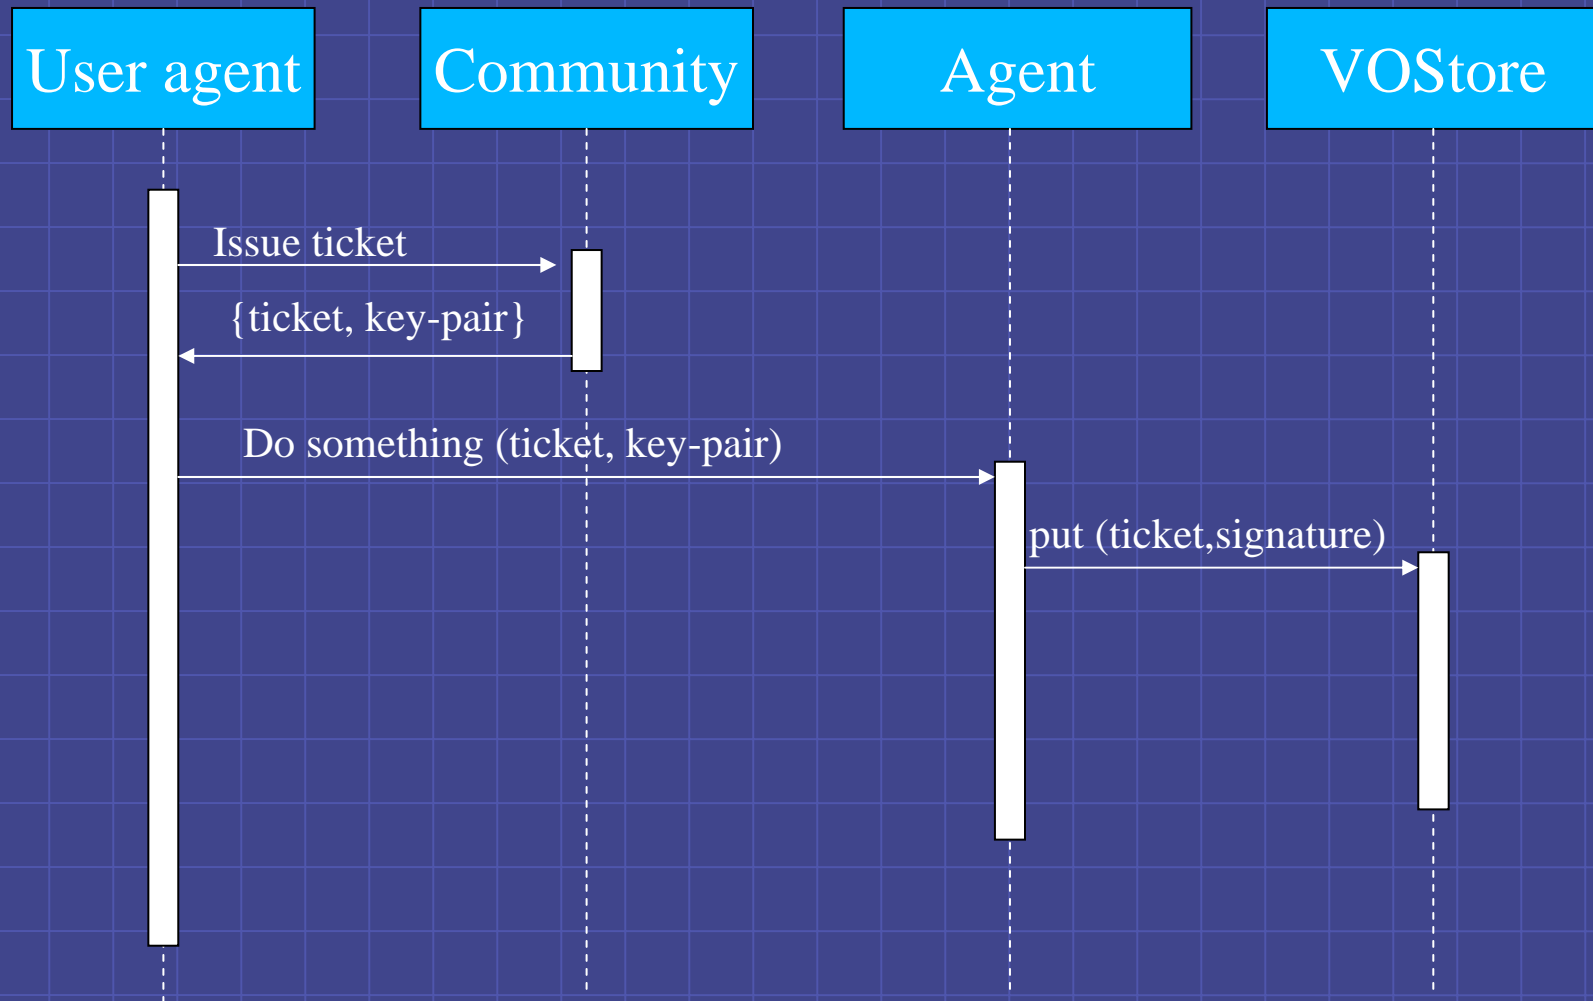 User agent
Community
Agent
VOStore
Issue ticket
{ticket, key-pair}
Do something (ticket, key-pair)
put (ticket,signature)